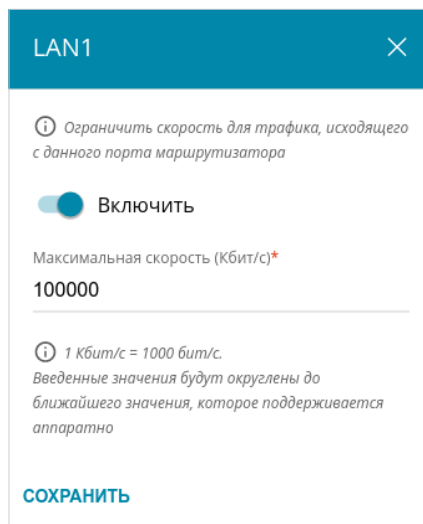 LAN1
Ограничить скорость для трафика, исходящего
с данного порта маршрутизатора
Включить
Максимальная скорость (Кбит/с)*
100000
1 Кбит/с = 1000 бит/с.
Введенные значения будут округлены до
ближайшего значения, которое поддерживается
аппаратно
СОХРАНИТЬ